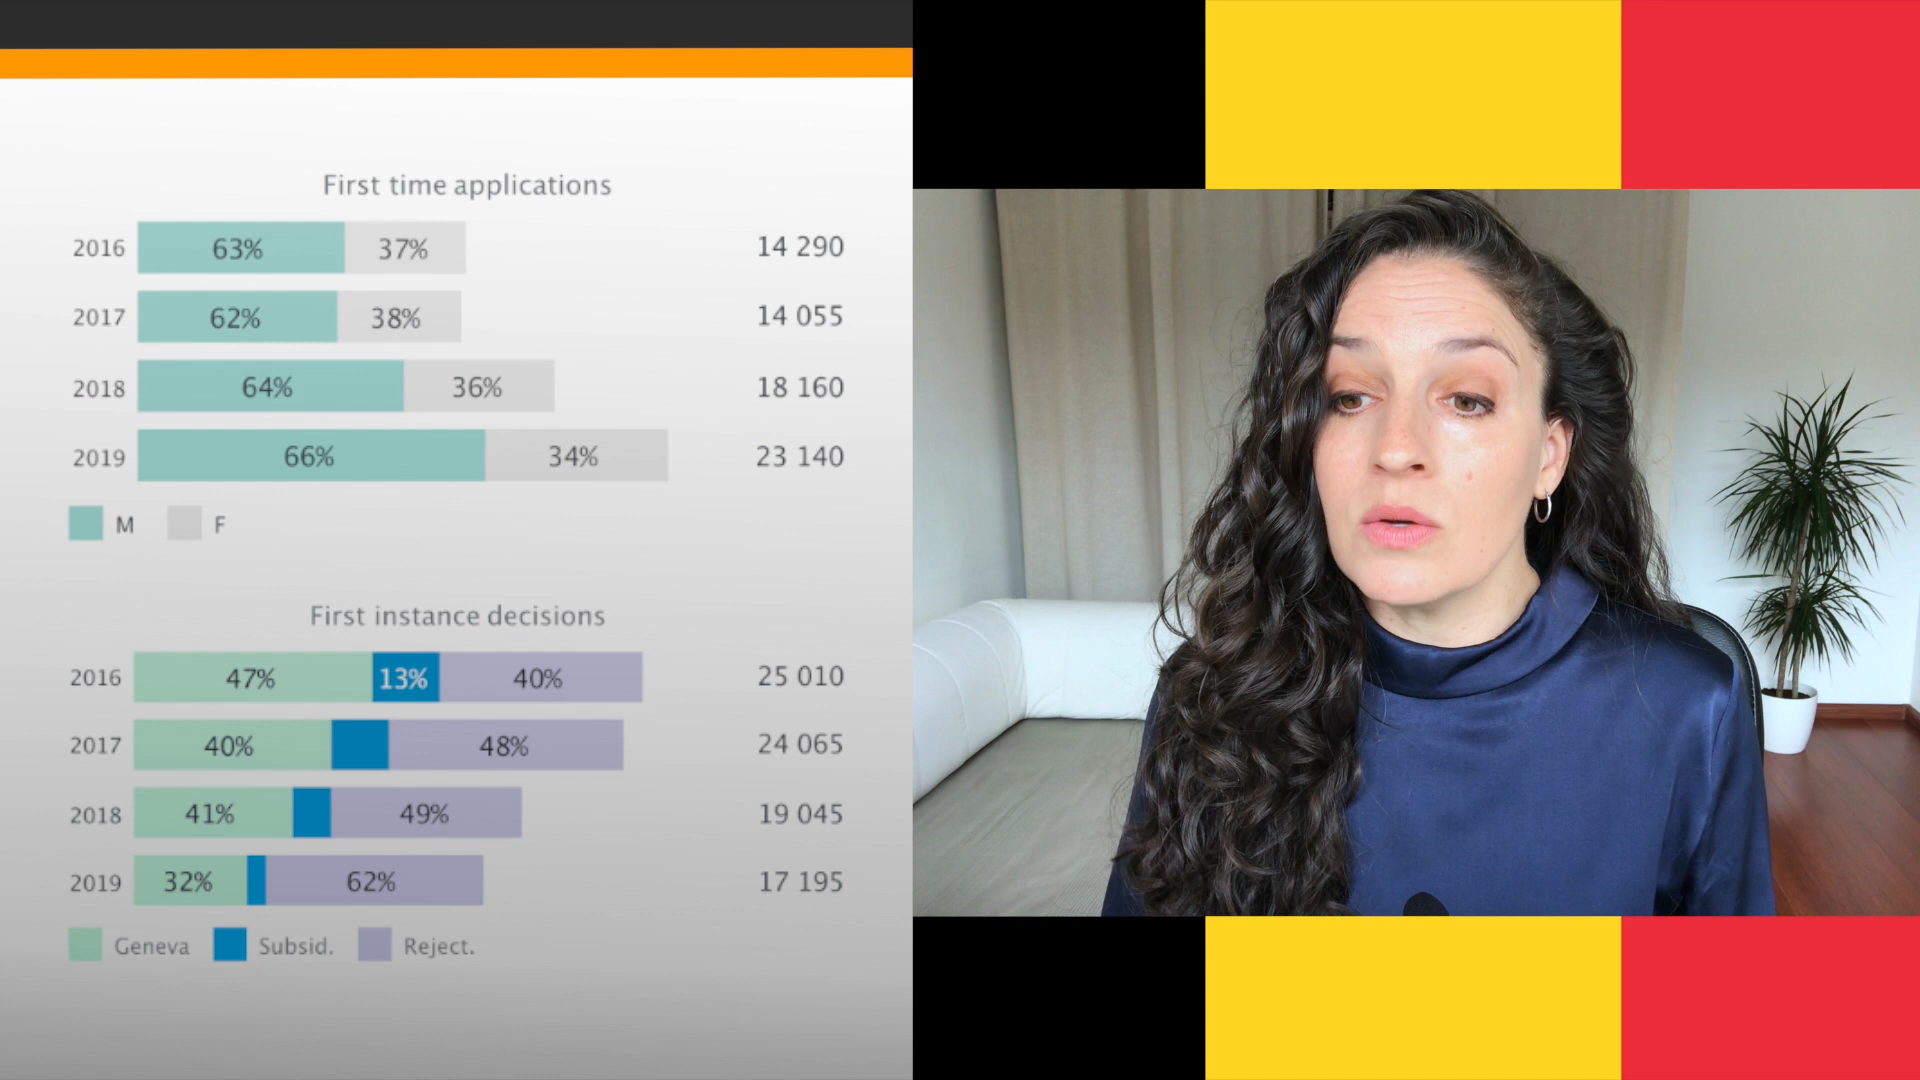 First time applications
2016 63% 37% 14 290
2017 62% 38% 14 055
2018 64% 36% 18 160
2019 66% 34% 23 140
M F
First instance decisions
2016 47% 13% 40% 25 010
2017 40% 48% 24 065
2018 41% 49% 19 045
2019 32% 62% 17 195
Geneva Subsid. Reject.